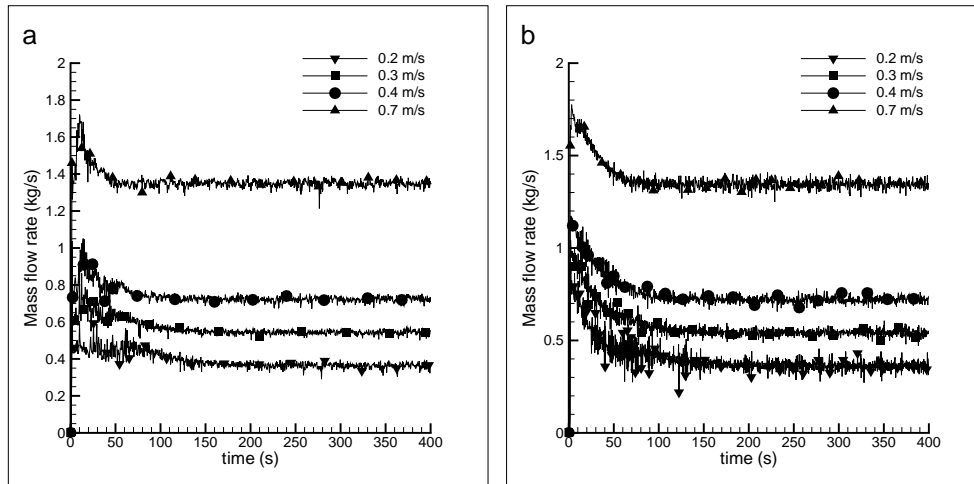 a
0.2 m/s
0.3 m/s
0.4 m/s
0.7 m/s
Mass flow rate (kg/s)
2
1.8
1.6
1.4
1.2
1
0.8
0.6
0.4
0.2
0
0 50 100 150 200 250 300 350 400
time (s)
b
0.2 m/s
0.3 m/s
0.4 m/s
0.7 m/s
Mass flow rate (kg/s)
2
1.5
1
0.5
0
0 50 100 150 200 250 300 350 400
time (s)